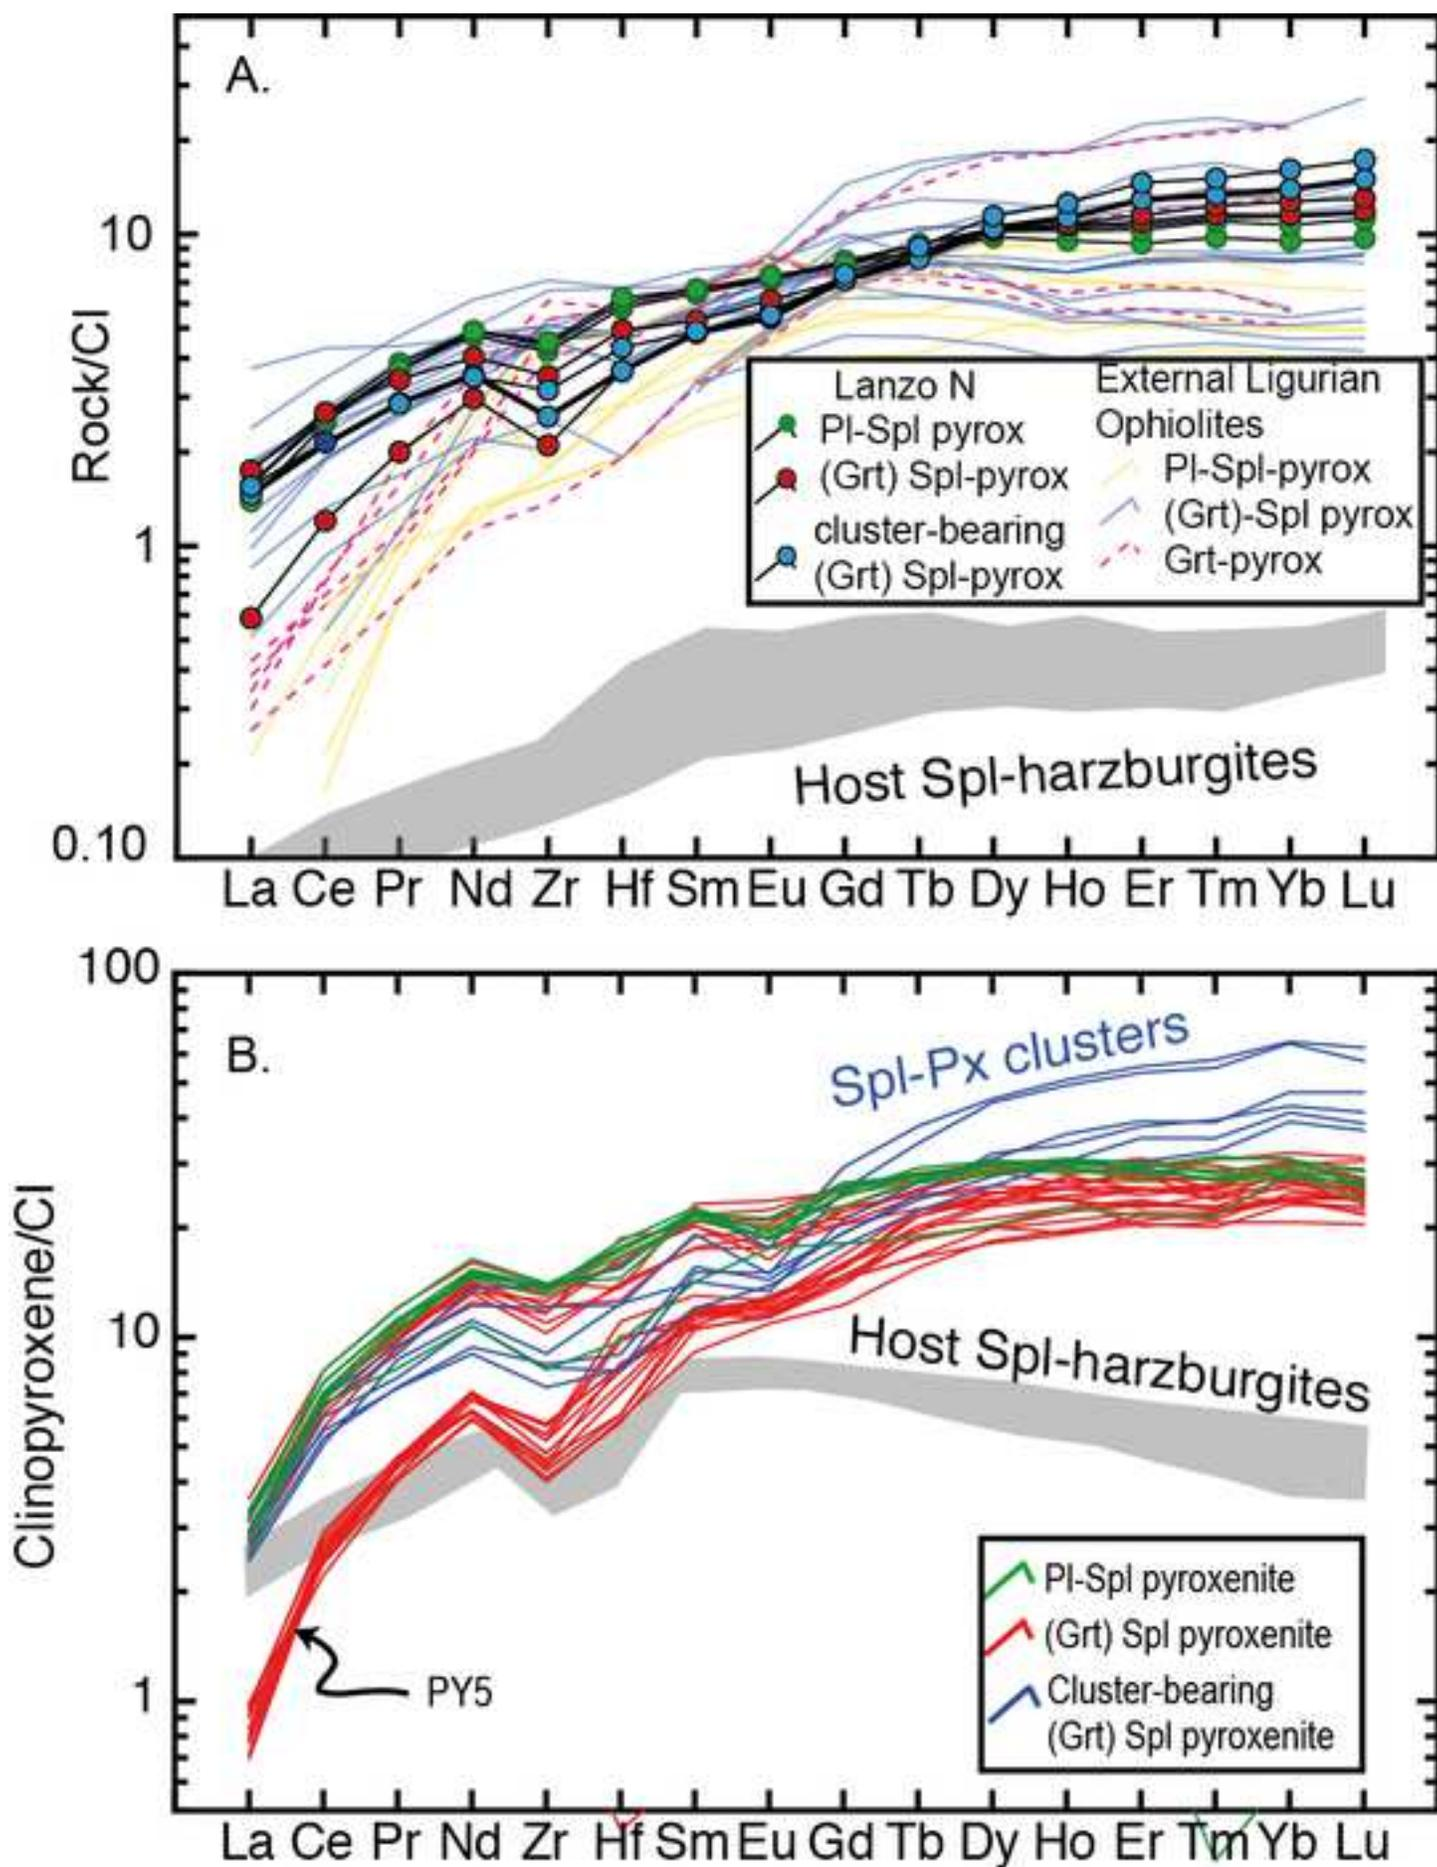 A.
Rock/CI
10
1
0.10
Lanzo N
Pl-Spl pyrox
(Grt) Spl-pyrox
cluster-bearing
(Grt) Spl-pyrox
External Ligurian
Ophiolites
Pl-Spl-pyrox
(Grt)-Spl pyrox
Grt-pyrox
Host Spl-harzburgites
La Ce Pr Nd Zr Hf Sm Eu Gd Tb Dy Ho Er Tm Yb Lu
B.
Clinopyroxene/CI
100
10
1
Spl-Px clusters
Host Spl-harzburgites
PY5
Pl-Spl pyroxenite
(Grt) Spl pyroxenite
Cluster-bearing
(Grt) Spl pyroxenite
La Ce Pr Nd Zr Hf Sm Eu Gd Tb Dy Ho Er Tm Yb Lu